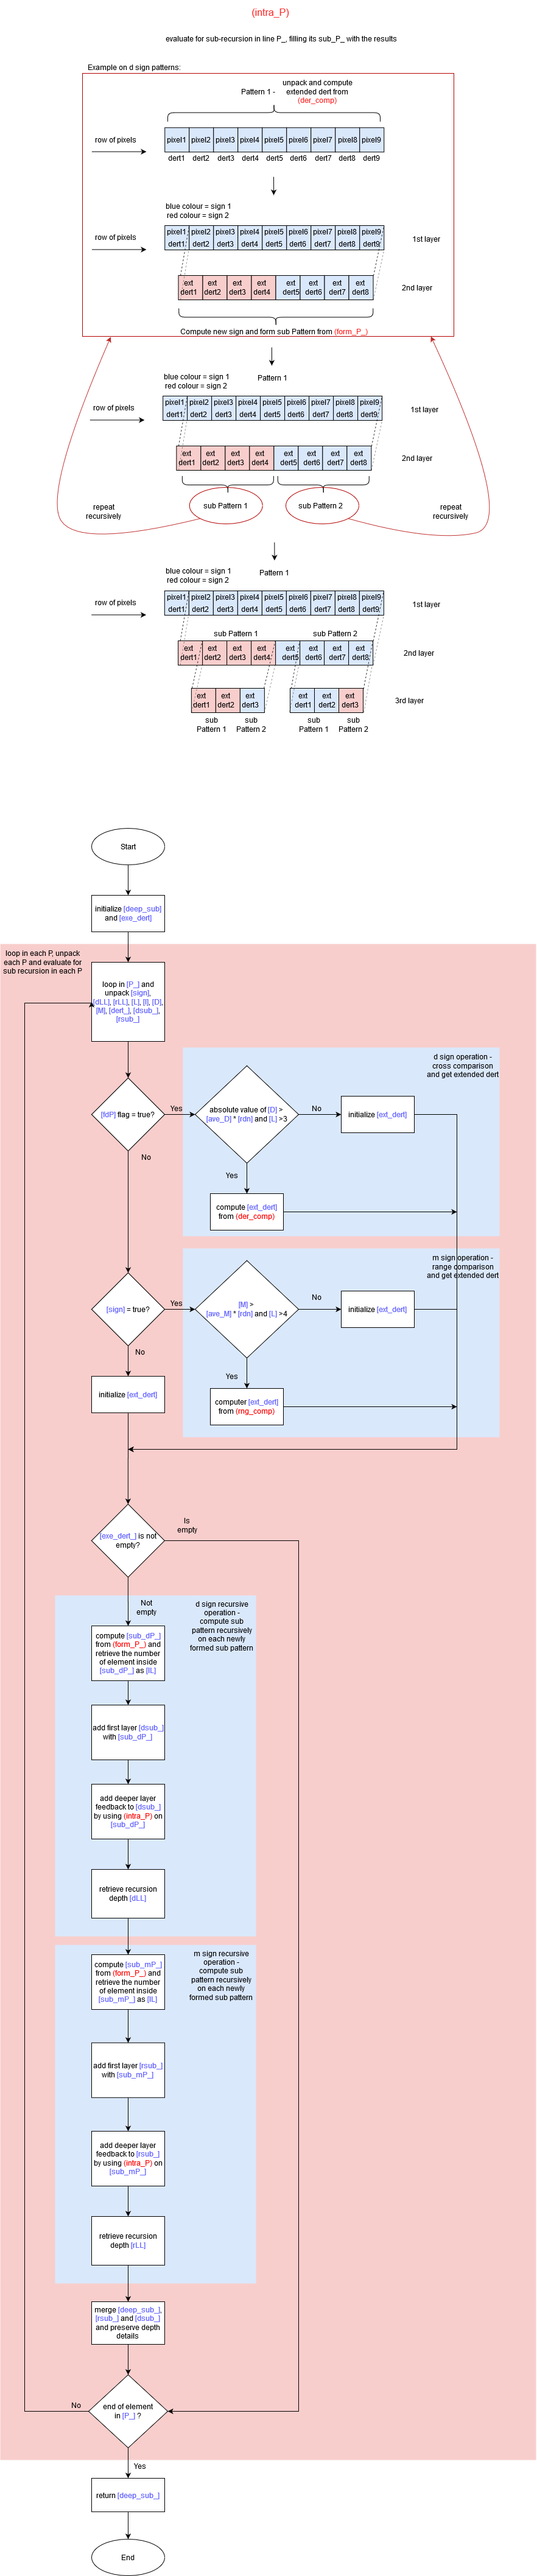 (intra_P)
evaluate for sub-recursion in line P_, filling its sub_P_ with the results
Example on d sign patterns:
Pattern 1 -
unpack and compute
extended dert from
(der_comp)
row of pixels
pixel1 pixel2 pixel3 pixel4 pixel5 pixel6 pixel7 pixel8 pixel9
dert1 dert2 dert3 dert4 dert5 dert6 dert7 dert8 dert9
blue colour = sign 1
red colour = sign 2
row of pixels
pixel1 pixel2 pixel3 pixel4 pixel5 pixel6 pixel7 pixel8 pixel9
dert1 dert2 dert3 dert4 dert5 dert6 dert7 dert8 dert9
1st layer
ext ext ext ext ext ext ext ext
dert1 dert2 dert3 dert4 dert5 dert6 dert7 dert8
2nd layer
Compute new sign and form sub Pattern from (form_P_)
blue colour = sign 1
red colour = sign 2
Pattern 1
row of pixels
pixel1 pixel2 pixel3 pixel4 pixel5 pixel6 pixel7 pixel8 pixel9
dert1 dert2 dert3 dert4 dert5 dert6 dert7 dert8 dert9
1st layer
ext ext ext ext ext ext ext ext
dert1 dert2 dert3 dert4 dert5 dert6 dert7 dert8
2nd layer
repeat
recursively
sub Pattern 1
sub Pattern 2
repeat
recursively
blue colour = sign 1
red colour = sign 2
Pattern 1
row of pixels
pixel1 pixel2 pixel3 pixel4 pixel5 pixel6 pixel7 pixel8 pixel9
dert1 dert2 dert3 dert4 dert5 dert6 dert7 dert8 dert9
1st layer
sub Pattern 1
sub Pattern 2
ext ext ext ext ext ext ext ext
dert1 dert2 dert3 dert4 dert5 dert6 dert7 dert8
2nd layer
ext ext ext ext ext ext
dert1 dert2 dert3 dert1 dert2 dert3
3rd layer
sub
Pattern 1
sub
Pattern 2
sub
Pattern 1
sub
Pattern 2
Start
initialize [deep_sub]
and [exe_dert]
loop in each P, unpack
each P and evaluate for
sub recursion in each P
loop in [P_] and
unpack [sign],
[dLL], [rLL], [L], [I], [D],
[M], [dert_], [dsub_],
[rsub_]
d sign operation -
cross comparison
and get extended dert
[fdP] flag = true?
Yes
absolute value of [D] >
[ave_D] * [rdn] and [L] >3
No
initialize [ext_dert]
Yes
No
compute [ext_dert]
from (der_comp)
m sign operation -
range comparison
and get extended dert
[sign] = true?
Yes
[M] >
[ave_M] * [rdn] and [L] >4
No
initialize [ext_dert]
No
Yes
initialize [ext_dert]
computer [ext_dert]
from (rng_comp)
[exe_dert_] is not
empty?
Is
empty
Not
empty
d sign recursive
operation -
compute sub
pattern recursively
on each newly
formed sub pattern
compute [sub_dP_]
from (form_P_) and
retrieve the number
of element inside
[sub_dP_] as [lL]
add first layer [dsub_]
with [sub_dP_]
add deeper layer
feedback to [dsub_]
by using (intra_P) on
[sub_dP_]
retrieve recursion
depth [dLL]
m sign recursive
operation -
compute sub
pattern recursively
on each newly
formed sub pattern
compute [sub_mP_]
from (form_P_) and
retrieve the number
of element inside
[sub_mP_] as [lL]
add first layer [rsub_]
with [sub_mP_]
add deeper layer
feedback to [rsub_]
by using (intra_P) on
[sub_mP_]
retrieve recursion
depth [rLL]
merge [deep_sub_],
[rsub_] and [dsub_]
and preserve depth
details
No
end of element
in [P_] ?
Yes
return [deep_sub_]
End